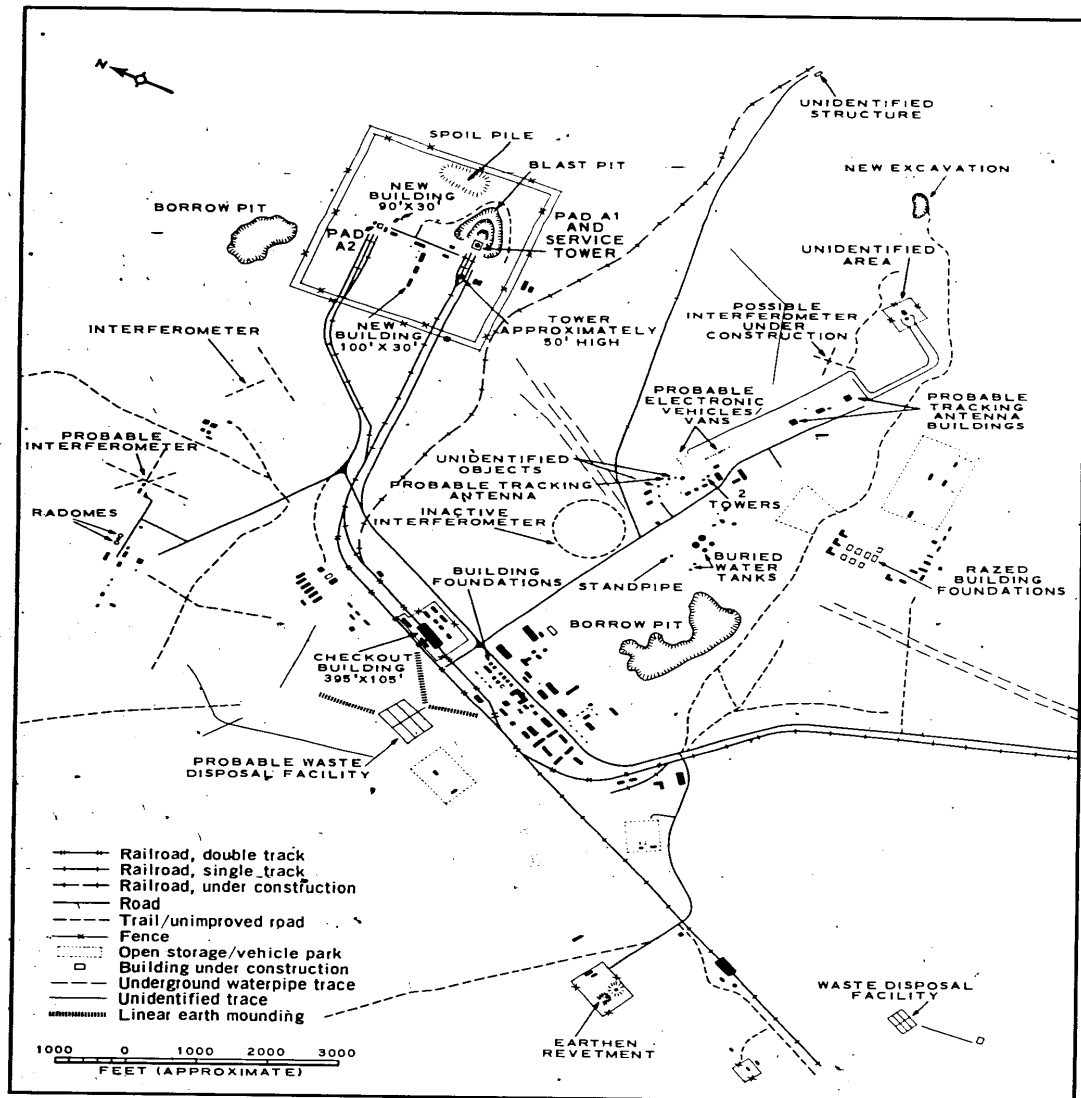 N
UNIDENTIFIED
STRUCTURE
SPOIL PILE
BLAST PIT
NEW EXCAVATION
NEW
BUILDING
90'X30'
BORROW PIT
PAD
A2
PAD A1
AND
SERVICE
TOWER
UNIDENTIFIED
AREA
INTERFEROMETER
NEW
BUILDING
100'X 30'
TOWER
APPROXIMATELY
50' HIGH
POSSIBLE
INTERFEROMETER
UNDER
CONSTRUCTION
PROBABLE
ELECTRONIC
VEHICLES/
VANS
PROBABLE
TRACKING
ANTENNA
BUILDINGS
PROBABLE
INTERFEROMETER
UNIDENTIFIED
OBJECTS
PROBABLE TRACKING
ANTENNA
2
TOWERS
RADOMES
INACTIVE
INTERFEROMETER
BUILDING
FOUNDATIONS
STANDPIPE
BURIED
WATER
TANKS
RAZED
BUILDING
FOUNDATIONS
BORROW PIT
CHECKOUT
BUILDING
395'X105'
PROBABLE WASTE
DISPOSAL FACILITY
Railroad, double track
Railroad, single track
Railroad, under construction
Road
Trail/unimproved road
Fence
Open storage/vehicle park
Building under construction
Underground waterpipe trace
Unidentified trace
Linear earth mounding
WASTE DISPOSAL
FACILITY
EARTHEN
REVETMENT
1000 0 1000 2000 3000
FEET (APPROXIMATE)